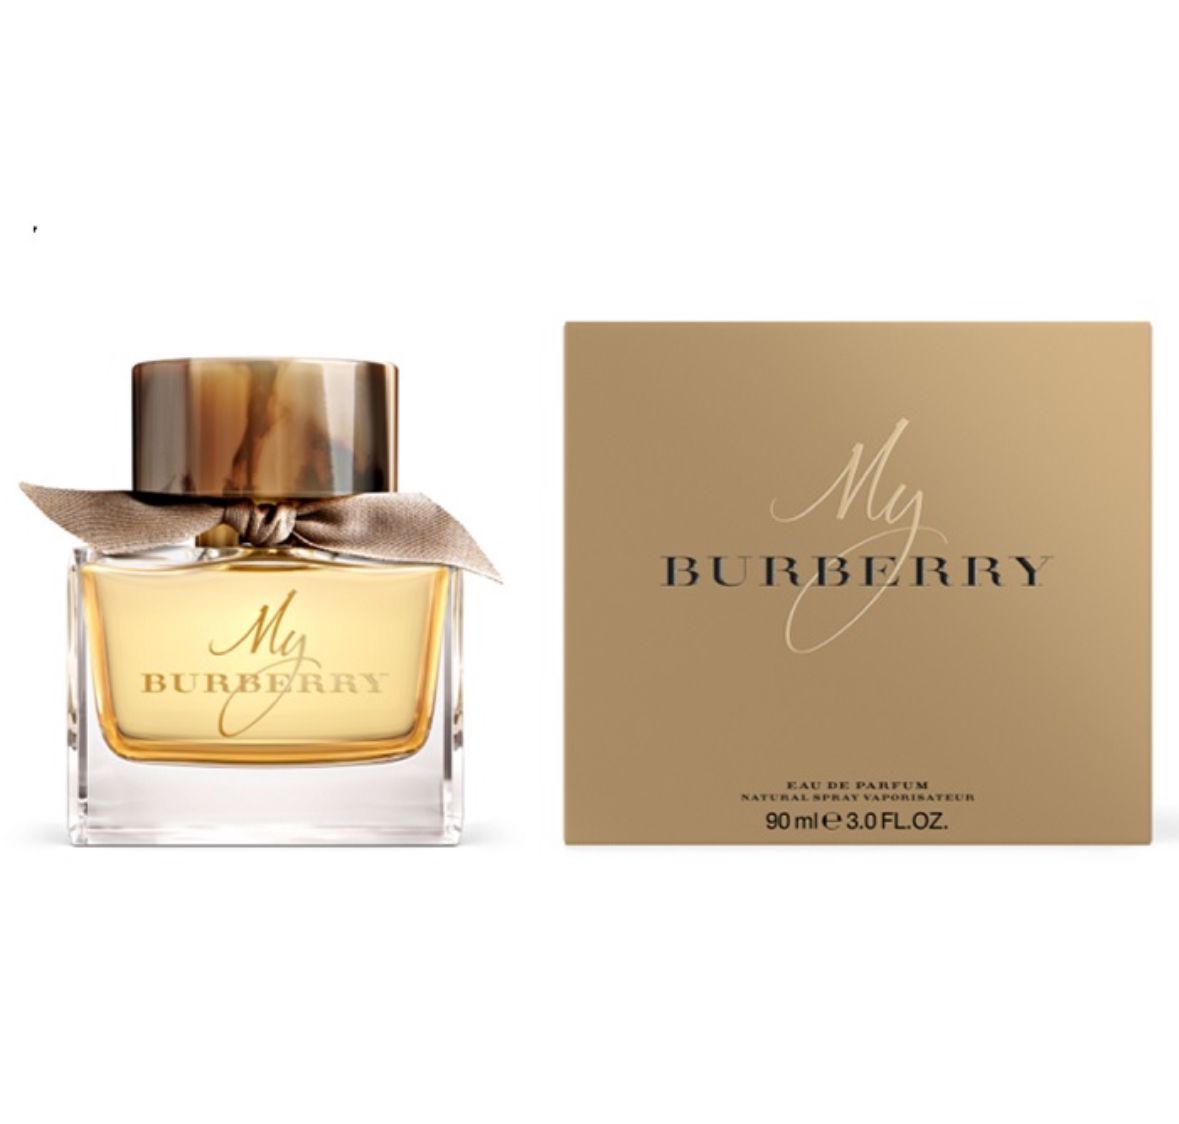 My
BURBERRY
My
BURBERRY
EAU DE PARFUM
NATURAL SPRAY VAPORISATEUR
90 ml ℮ 3.0 FL.OZ.